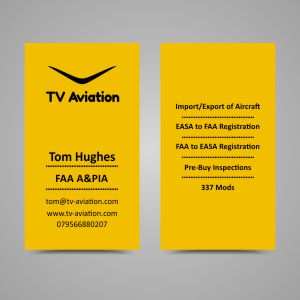 TV Aviation
Tom Hughes
FAA A&PIA
tom@tv-aviation.com
www.tv-aviation.com
079566880207
Import/Export of Aircraft
EASA to FAA Registration
FAA to EASA Registration
Pre-Buy Inspections
337 Mods